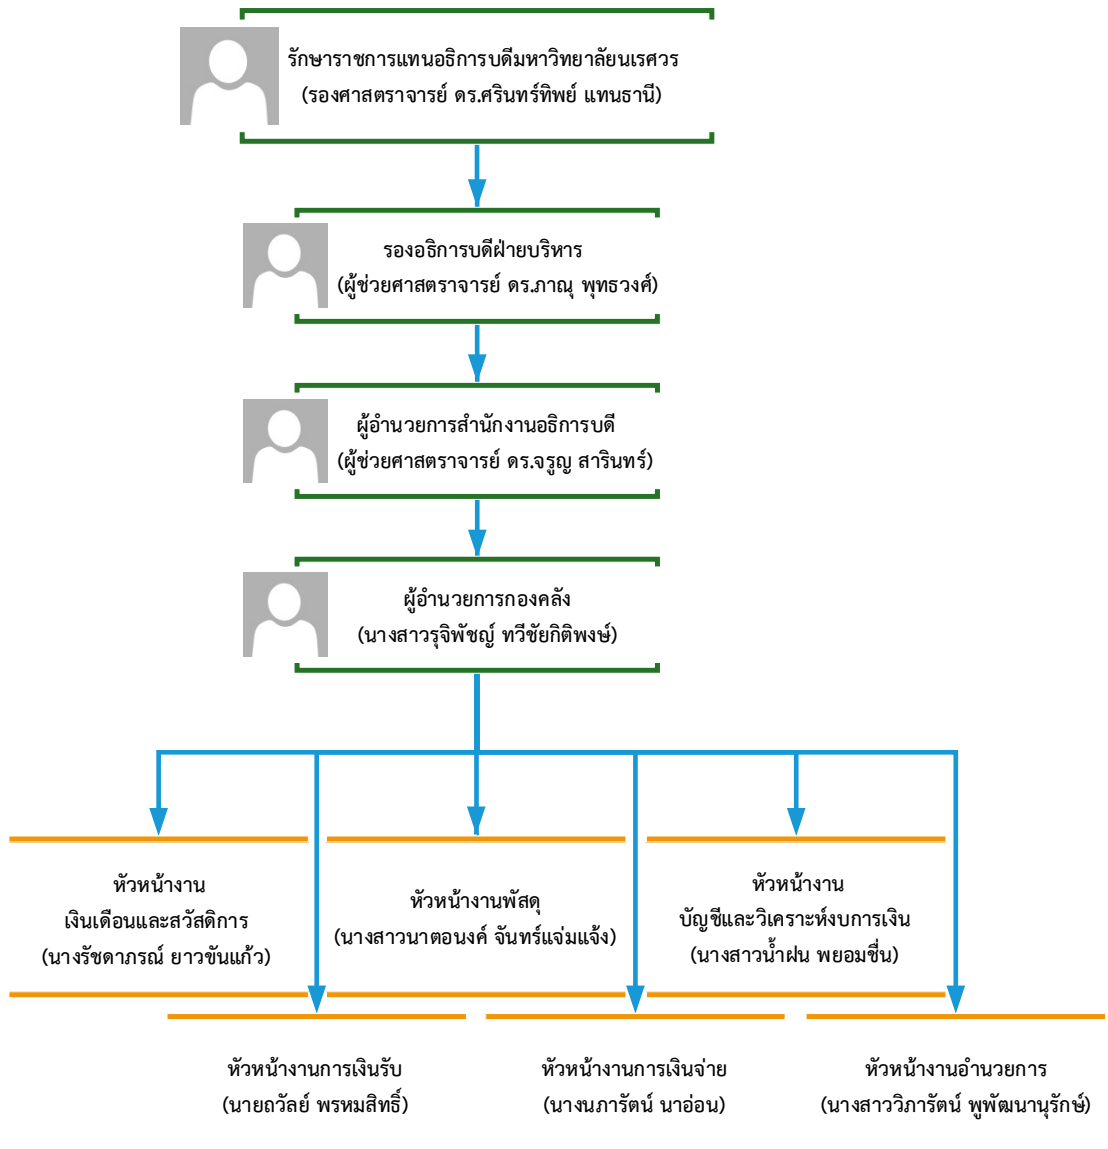 รักษาราชการแทนอธิการบดีมหาวิทยาลัยนเรศวร
(รองศาสตราจารย์ ดร.ศรินทร์ทิพย์ แทนธานี)
รองอธิการบดีฝ่ายบริหาร
(ผู้ช่วยศาสตราจารย์ ดร.ภาณุ พุทธวงศ์)
ผู้อำนวยการสำนักงานอธิการบดี
(ผู้ช่วยศาสตราจารย์ ดร.จรูญ สารินทร์)
ผู้อำนวยการกองคลัง
(นางสาวรุจิพัชญ์ ทวีชัยกิติพงษ์)
หัวหน้างาน
เงินเดือนและสวัสดิการ
(นางรัชดาภรณ์ ยาวขันแก้ว)
หัวหน้างานพัสดุ
(นางสาวนาตอนงค์ จันทร์แจ่มแจ้ง)
หัวหน้างาน
บัญชีและวิเคราะห์งบการเงิน
(นางสาวน้ำฝน พยอมชื่น)
หัวหน้างานการเงินรับ
(นายถวัลย์ พรหมสิทธิ์)
หัวหน้างานการเงินจ่าย
(นางนภารัตน์ นาอ่อน)
หัวหน้างานอำนวยการ
(นางสาววิภารัตน์ พูพัฒนานุรักษ์)